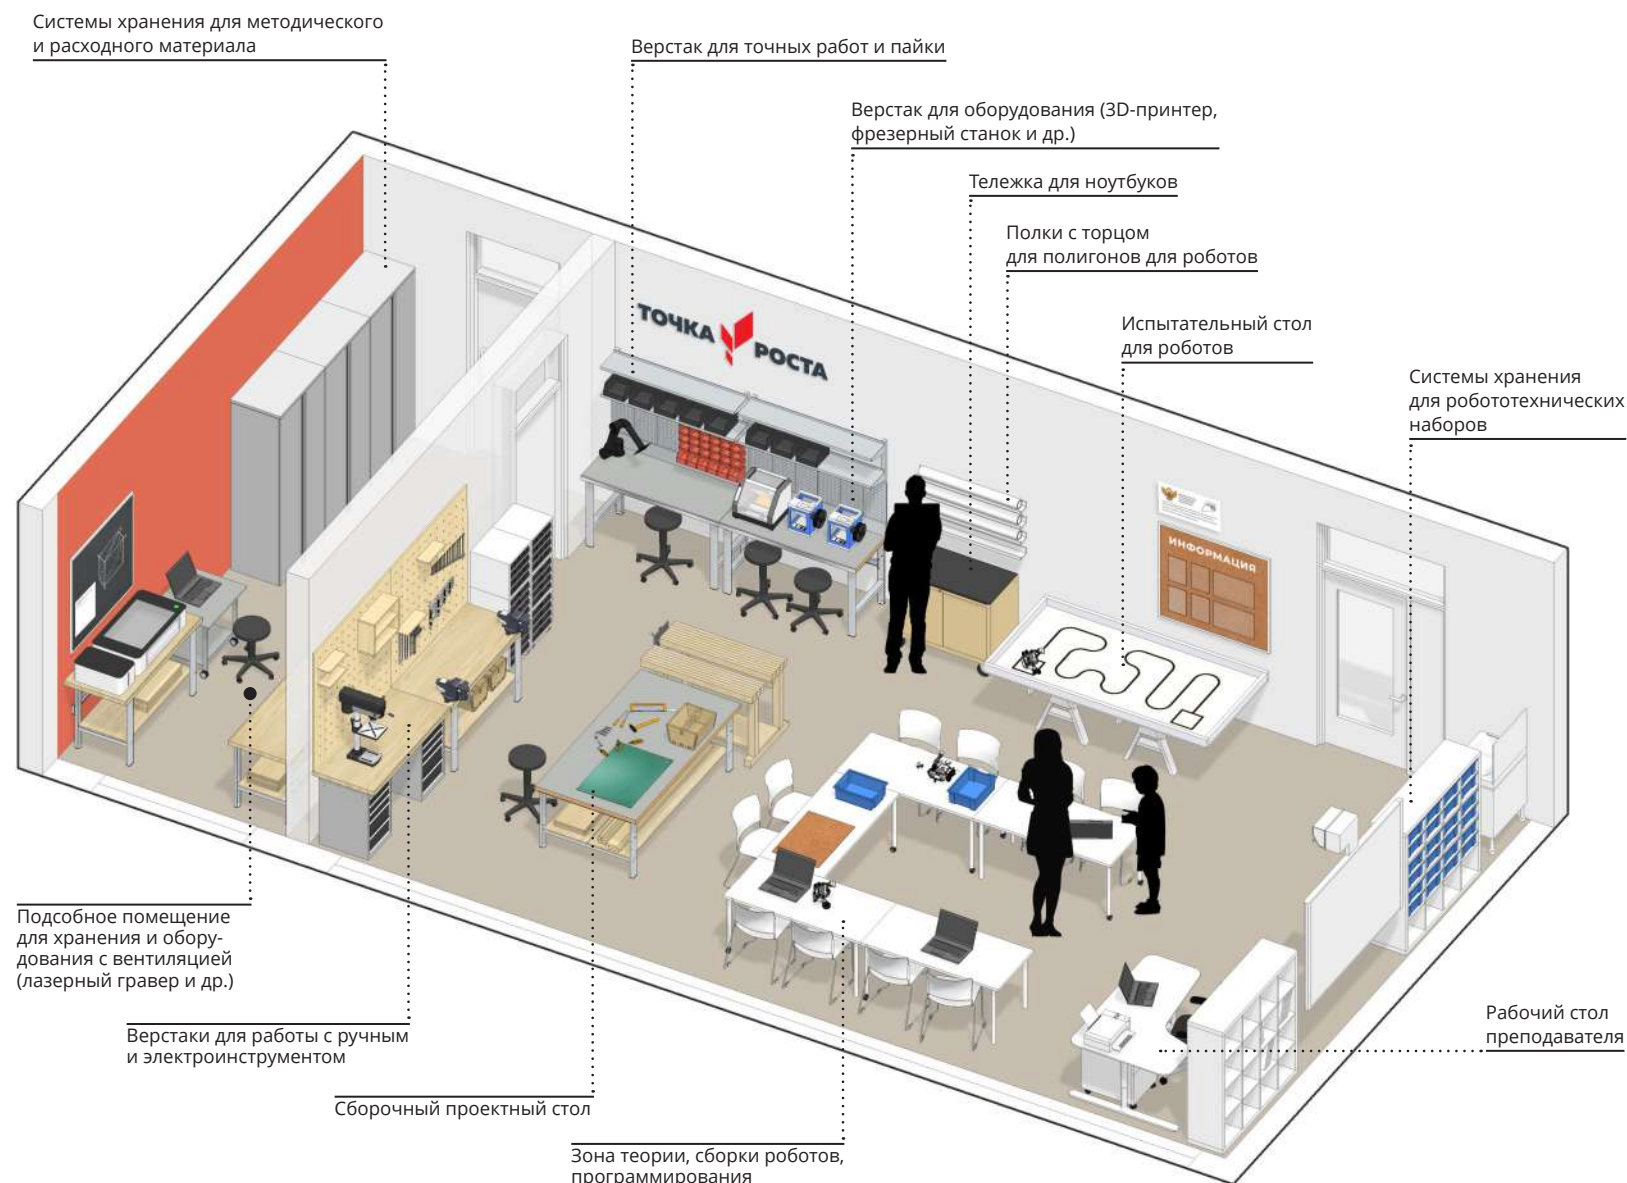 Системы хранения для методического
и расходного материала
Верстак для точных работ и пайки
Верстак для оборудования (3D-принтер,
фрезерный станок и др.)
Тележка для ноутбуков
Полки с торцом
для полигонов для роботов
Испытательный стол
для роботов
Системы хранения
для робототехнических
наборов
ТОЧКА
РОСТА
ИНФОРМАЦИЯ
Подсобное помещение
для хранения и обору-
дования с вентиляцией
(лазерный гравер и др.)
Верстаки для работы с ручным
и электроинструментом
Сборочный проектный стол
Зона теории, сборки роботов,
программирования
Рабочий стол
преподавателя